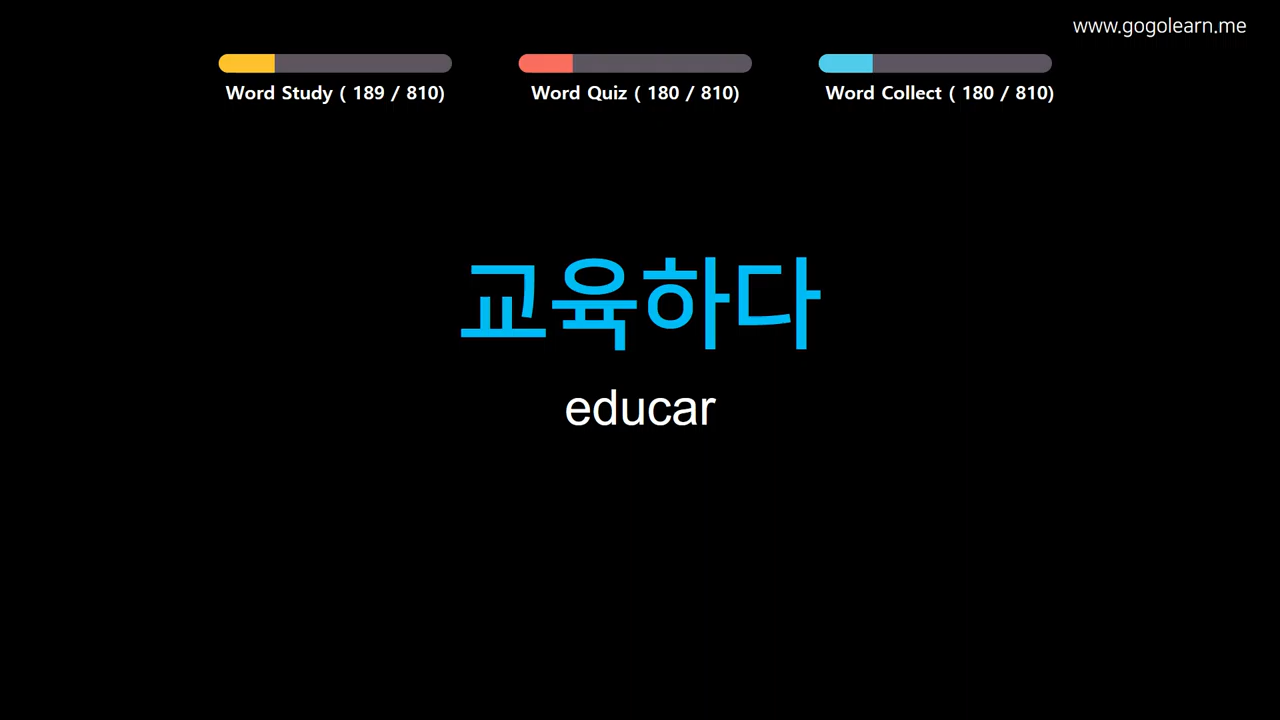 www.gogolearn.me
Word Study ( 189 / 810)
Word Quiz ( 180 / 810)
Word Collect ( 180 / 810)
교육하다
educar